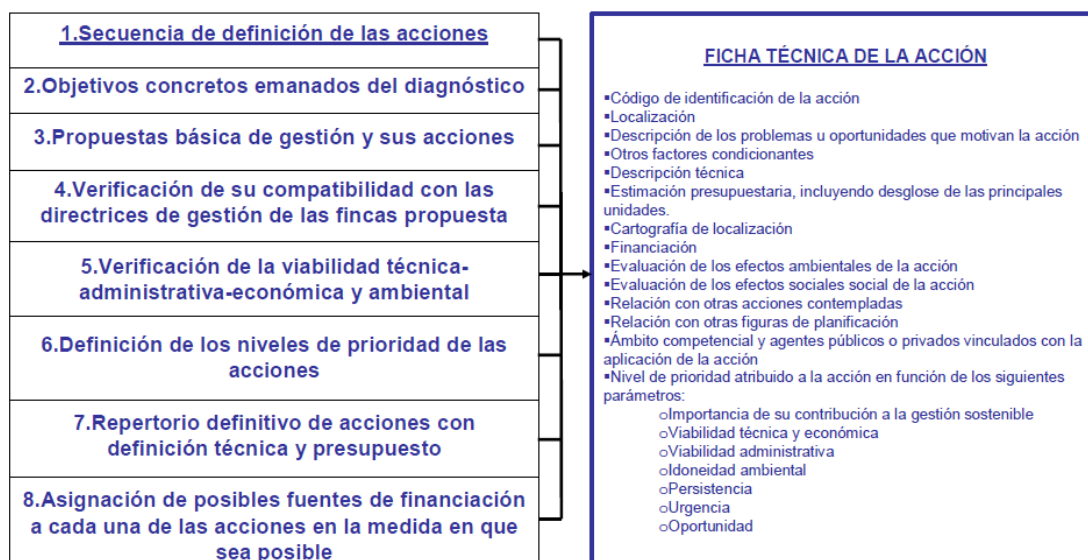 1.Secuencia de definición de las acciones
2.Objetivos concretos emanados del diagnóstico
3.Propuestas básica de gestión y sus acciones
4.Verificación de su compatibilidad con las
directrices de gestión de las fincas propuesta
5.Verificación de la viabilidad técnica-
administrativa-económica y ambiental
6.Definición de los niveles de prioridad de las
acciones
7.Repertorio definitivo de acciones con
definición técnica y presupuesto
8.Asignación de posibles fuentes de financiación
a cada una de las acciones en la medida en que
sea posible
FICHA TÉCNICA DE LA ACCIÓN
▪Código de identificación de la acción
▪Localización
▪Descripción de los problemas u oportunidades que motivan la acción
▪Otros factores condicionantes
▪Descripción técnica
▪Estimación presupuestaria, incluyendo desglose de las principales
unidades.
▪Cartografía de localización
▪Financiación
▪Evaluación de los efectos ambientales de la acción
▪Evaluación de los efectos sociales social de la acción
▪Relación con otras acciones contempladas
▪Relación con otras figuras de planificación
▪Ámbito competencial y agentes públicos o privados vinculados con la
aplicación de la acción
▪Nivel de prioridad atribuido a la acción en función de los siguientes
parámetros:
oImportancia de su contribución a la gestión sostenible
oViabilidad técnica y económica
oViabilidad administrativa
oIdoneidad ambiental
oPersistencia
oUrgencia
oOportunidad